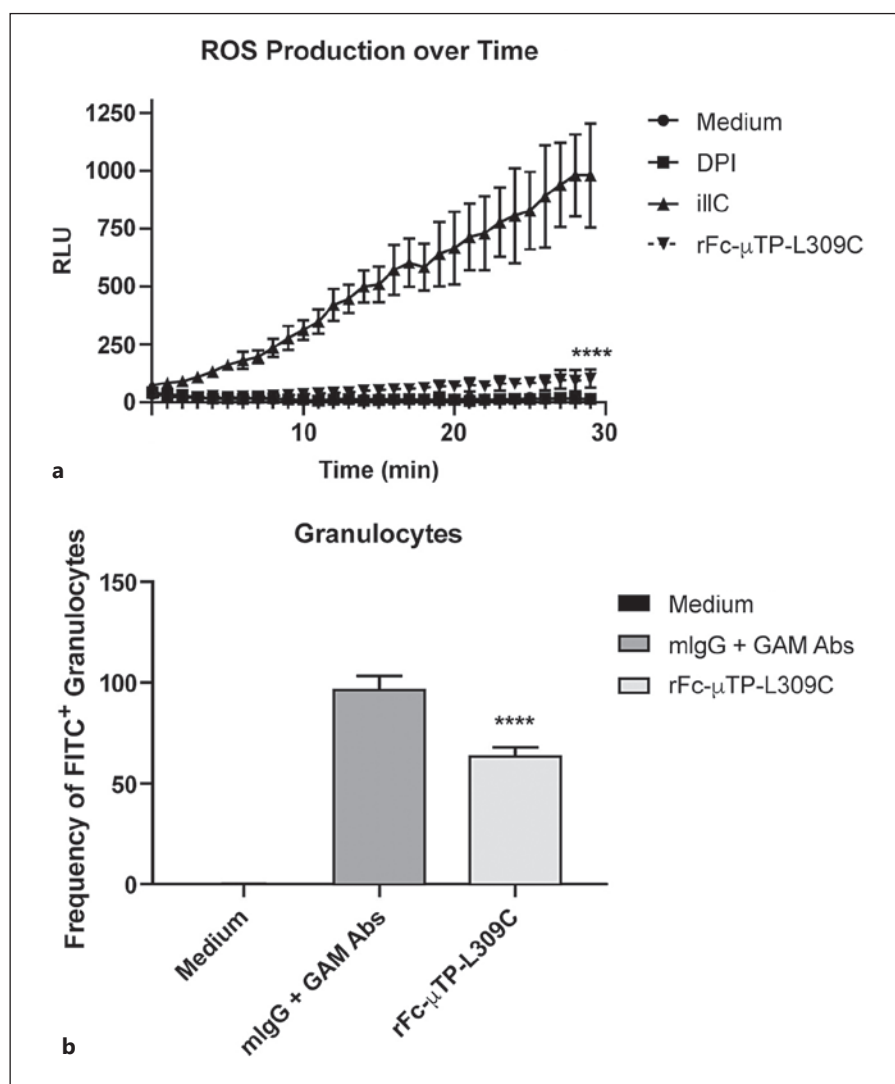 ROS Production over Time
1250
1000
750
500
250
0
RLU
10
20
30
Time (min)
****
Medium
DPI
iIIC
rFc-μTP-L309C
a
Granulocytes
Frequency of FITC+ Granulocytes
150
100
50
0
****
Medium
mIgG + GAM Abs
rFc-μTP-L309C
Medium
mIgG + GAM Abs
rFc-μTP-L309C
b